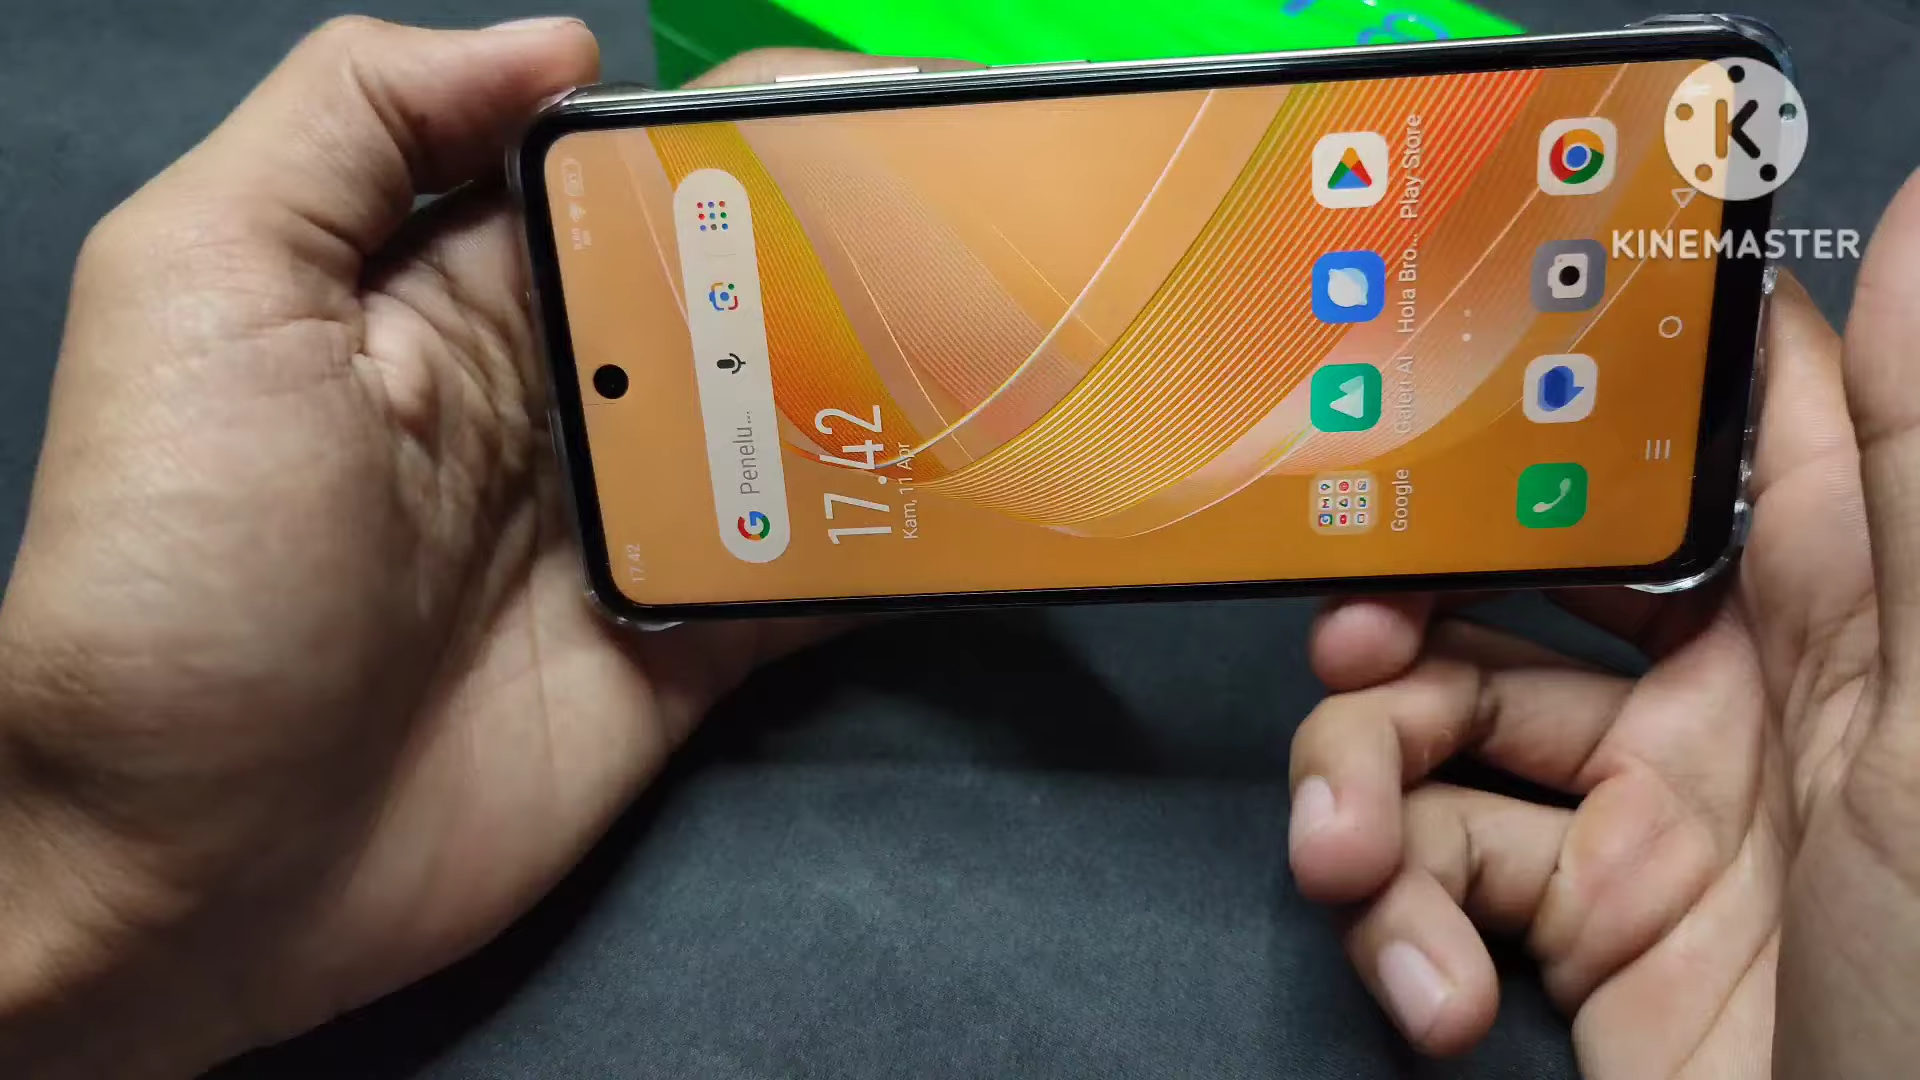 17.42
Penelu...
17.42
Kam, 11 Apr
Google
Galeri AI
Hola Bro...
Play Store
KINEMASTER